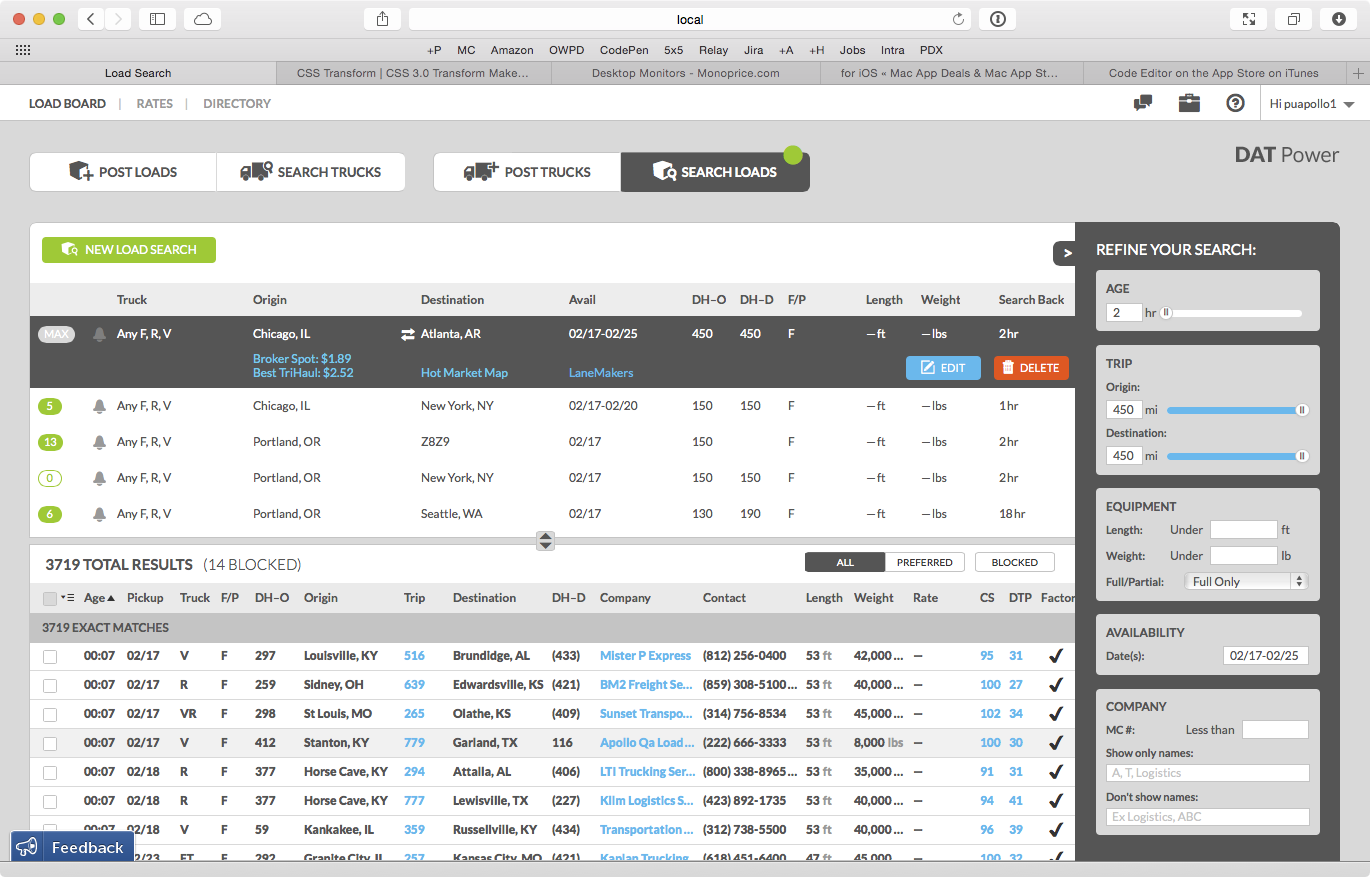 local
+P MC Amazon OWPD CodePen 5x5 Relay Jira +A +H Jobs Intra PDX
Load Search CSS Transform | CSS 3.0 Transform Make… Desktop Monitors - Monoprice.com for iOS « Mac App Deals & Mac App St… Code Editor on the App Store on iTunes
LOAD BOARD | RATES | DIRECTORY Hi puapollo1
POST LOADS SEARCH TRUCKS POST TRUCKS SEARCH LOADS DAT Power
NEW LOAD SEARCH
>
Truck Origin Destination Avail DH–O DH–D F/P Length Weight Search Back
MAX Any F, R, V Chicago, IL Atlanta, AR 02/17-02/25 450 450 F –ft –lbs 2hr
Broker Spot: $1.89
Best TriHaul: $2.52 Hot Market Map LaneMakers EDIT DELETE
5 Any F, R, V Chicago, IL New York, NY 02/17-02/20 150 150 F –ft –lbs 1hr
13 Any F, R, V Portland, OR Z8Z9 02/17 150 F –ft –lbs 2hr
0 Any F, R, V Portland, OR New York, NY 02/17 150 150 F –ft –lbs 2hr
6 Any F, R, V Portland, OR Seattle, WA 02/17 130 190 F –ft –lbs 18hr
3719 TOTAL RESULTS (14 BLOCKED) ALL PREFERRED BLOCKED
Age Pickup Truck F/P DH–O Origin Trip Destination DH–D Company Contact Length Weight Rate CS DTP Factor
3719 EXACT MATCHES
00:07 02/17 V F 297 Louisville, KY 516 Brundidge, AL (433) Mister P Express (812) 256-0400 53 ft 42,000... – 95 31 ✔
00:07 02/17 R F 259 Sidney, OH 639 Edwardsville, KS (421) BM2 Freight Se... (859) 308-5100... 53 ft 40,000... – 100 27 ✔
00:07 02/17 VR F 298 St Louis, MO 265 Olathe, KS (409) Sunset Transpo... (314) 756-8534 53 ft 45,000... – 102 34 ✔
00:07 02/17 V F 412 Stanton, KY 779 Garland, TX 116 Apollo Qa Load... (222) 666-3333 53 ft 8,000 lbs – 100 30 ✔
00:07 02/18 R F 377 Horse Cave, KY 294 Attalla, AL (406) LTI Trucking Ser... (800) 338-8965... 53 ft 35,000... – 91 31 ✔
00:07 02/18 R F 377 Horse Cave, KY 777 Lewisville, TX (227) Klim Logistics S... (423) 892-1735 53 ft 40,000... – 94 41 ✔
00:07 02/18 V F 59 Kankakee, IL 359 Russellville, KY (434) Transportation ... (312) 738-5500 53 ft 40,000... – 96 39 ✔
2/23 FT F 292 Granite City, IL 257 Kansas City, MO (421) Kaplan Trucking (618) 451-6400 47 ft 45,000... – 100 32 ✔
Feedback
REFINE YOUR SEARCH:
AGE
2 hr
TRIP
Origin:
450 mi
Destination:
450 mi
EQUIPMENT
Length: Under ft
Weight: Under lb
Full/Partial: Full Only
AVAILABILITY
Date(s): 02/17-02/25
COMPANY
MC #: Less than
Show only names:
A, T, Logistics
Don't show names:
Ex Logistics, ABC